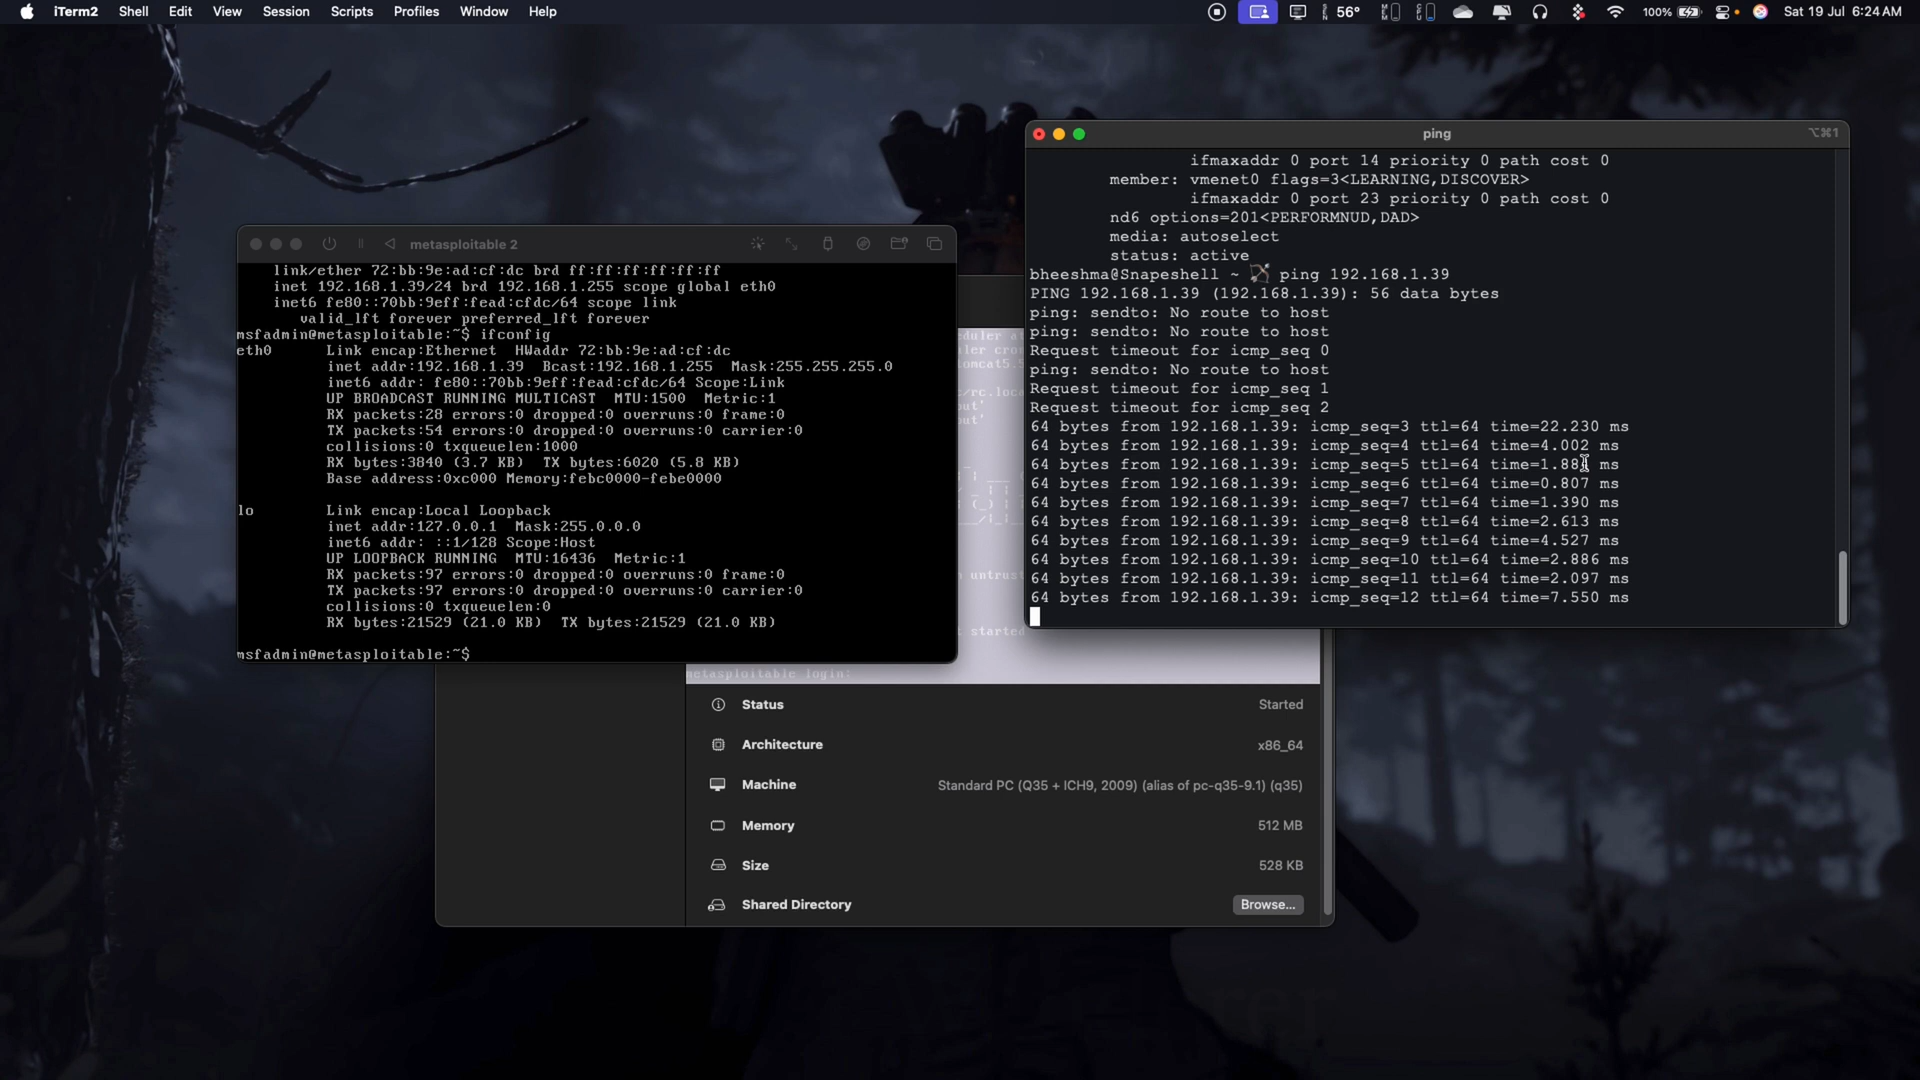 iTerm2 Shell Edit View Session Scripts Profiles Window Help
56° 100% Sat 19 Jul 6:24 AM
metasploitable 2
link/ether 72:bb:9e:ad:cf:dc brd ff:ff:ff:ff:ff:ff
inet 192.168.1.39/24 brd 192.168.1.255 scope global eth0
inet6 fe80::70bb:9eff:fead:cfdc/64 scope link
valid_lft forever preferred_lft forever
msfadmin@metasploitable:~$ ifconfig
eth0 Link encap:Ethernet HWaddr 72:bb:9e:ad:cf:dc
inet addr:192.168.1.39 Bcast:192.168.1.255 Mask:255.255.255.0
inet6 addr: fe80::70bb:9eff:fead:cfdc/64 Scope:Link
UP BROADCAST RUNNING MULTICAST MTU:1500 Metric:1
RX packets:28 errors:0 dropped:0 overruns:0 frame:0
TX packets:54 errors:0 dropped:0 overruns:0 carrier:0
collisions:0 txqueuelen:1000
RX bytes:3840 (3.7 KB) TX bytes:6020 (5.8 KB)
Base address:0xc000 Memory:febc0000-febe0000
lo Link encap:Local Loopback
inet addr:127.0.0.1 Mask:255.0.0.0
inet6 addr: ::1/128 Scope:Host
UP LOOPBACK RUNNING MTU:16436 Metric:1
RX packets:97 errors:0 dropped:0 overruns:0 frame:0
TX packets:97 errors:0 dropped:0 overruns:0 carrier:0
collisions:0 txqueuelen:0
RX bytes:21529 (21.0 KB) TX bytes:21529 (21.0 KB)
msfadmin@metasploitable:~$
ping
⌥⌘1
ifmaxaddr 0 port 14 priority 0 path cost 0
member: vmenet0 flags=3<LEARNING,DISCOVER>
ifmaxaddr 0 port 23 priority 0 path cost 0
nd6 options=201<PERFORMNUD,DAD>
media: autoselect
status: active
bheeshma@Snapeshell ~ 🏹 ping 192.168.1.39
PING 192.168.1.39 (192.168.1.39): 56 data bytes
ping: sendto: No route to host
ping: sendto: No route to host
Request timeout for icmp_seq 0
ping: sendto: No route to host
Request timeout for icmp_seq 1
Request timeout for icmp_seq 2
64 bytes from 192.168.1.39: icmp_seq=3 ttl=64 time=22.230 ms
64 bytes from 192.168.1.39: icmp_seq=4 ttl=64 time=4.002 ms
64 bytes from 192.168.1.39: icmp_seq=5 ttl=64 ms
64 bytes from 192.168.1.39: icmp_seq=6 ttl=64 time=0.807 ms
64 bytes from 192.168.1.39: icmp_seq=7 ttl=64 time=1.390 ms
64 bytes from 192.168.1.39: icmp_seq=8 ttl=64 time=2.613 ms
64 bytes from 192.168.1.39: icmp_seq=9 ttl=64 time=4.527 ms
64 bytes from 192.168.1.39: icmp_seq=10 ttl=64 time=2.886 ms
64 bytes from 192.168.1.39: icmp_seq=11 ttl=64 time=2.097 ms
64 bytes from 192.168.1.39: icmp_seq=12 ttl=64 time=7.550 ms
untrust
started
metasploitable login:
Status Started
Architecture x86_64
Machine Standard PC (Q35 + ICH9, 2009) (alias of pc-q35-9.1) (q35)
Memory 512 MB
Size 528 KB
Shared Directory Browse...